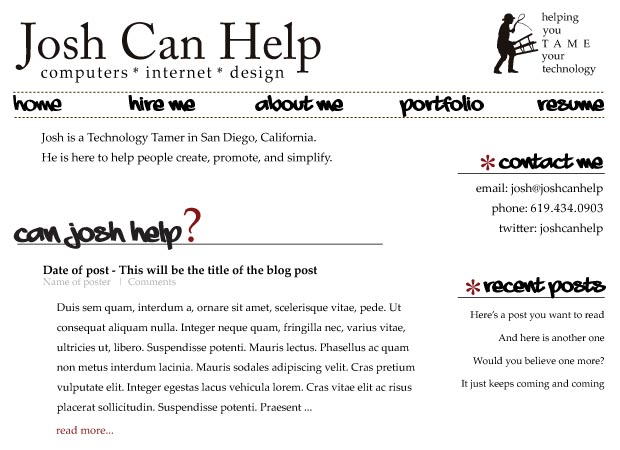 Josh Can Help
computers * internet * design
helping
you
TAME
your
technology
home hire me about me portfolio resume
Josh is a Technology Tamer in San Diego, California.
He is here to help people create, promote, and simplify.
can josh help?
Date of post - This will be the title of the blog post
Name of poster | Comments
Duis sem quam, interdum a, ornare sit amet, scelerisque vitae, pede. Ut
consequat aliquam nulla. Integer neque quam, fringilla nec, varius vitae,
ultricies ut, libero. Suspendisse potenti. Mauris lectus. Phasellus ac quam
non metus interdum lacinia. Mauris sodales adipiscing velit. Cras pretium
vulputate elit. Integer egestas lacus vehicula lorem. Cras vitae elit ac risus
placerat sollicitudin. Suspendisse potenti. Praesent ...
read more...
*contact me
email: josh@joshcanhelp
phone: 619.434.0903
twitter: joshcanhelp
*recent posts
Here's a post you want to read
And here is another one
Would you believe one more?
It just keeps coming and coming